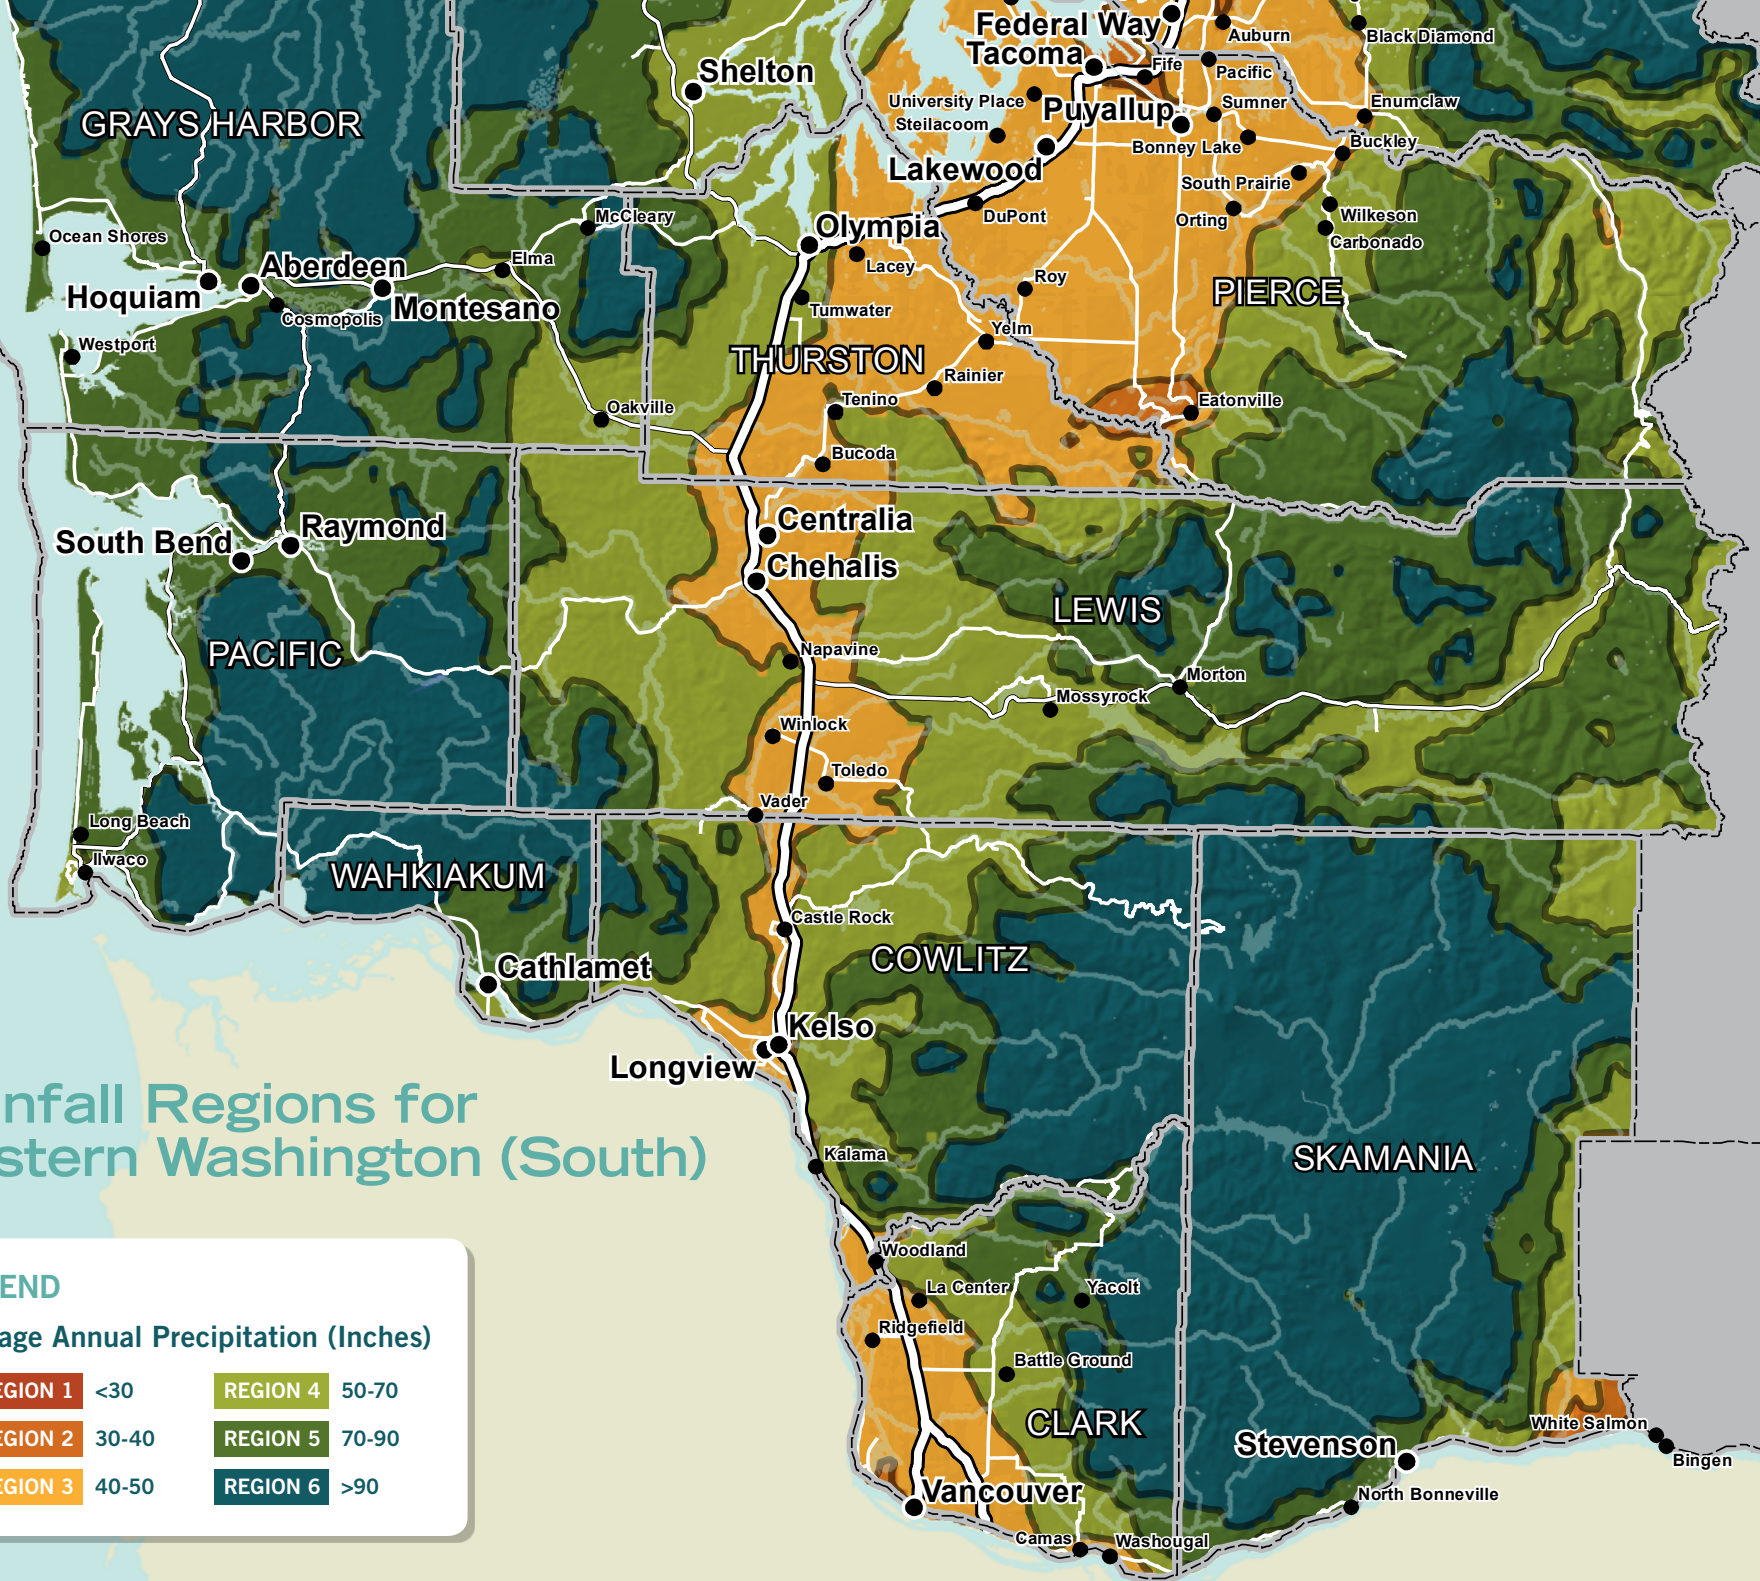 Federal Way
Auburn
Black Diamond
Tacoma
Fife
Pacific
Shelton
University Place
Puyallup
Sumner
Enumclaw
Steilacoom
GRAYS HARBOR
Bonney Lake
Buckley
Lakewood
South Prairie
McCleary
DuPont
Orting
Wilkeson
Ocean Shores
Olympia
Carbonado
Elma
Aberdeen
Lacey
Roy
PIERCE
Hoquiam
Montesano
Cosmopolis
Tumwater
Yelm
Westport
THURSTON
Rainier
Tenino
Eatonville
Oakville
Bucoda
Centralia
Raymond
South Bend
Chehalis
LEWIS
PACIFIC
Napavine
Morton
Mossyrock
Winlock
Toledo
Vader
Long Beach
Ilwaco
WAHKIAKUM
Castle Rock
COWLITZ
Cathlamet
Kelso
Longview
nfall Regions for
stern Washington (South)
Kalama
SKAMANIA
Woodland
La Center
Yacolt
Ridgefield
Battle Ground
CLARK
White Salmon
Stevenson
Bingen
Vancouver
North Bonneville
Camas
Washougal
END
age Annual Precipitation (Inches)
EGION 1 <30
REGION 4 50-70
EGION 2 30-40
REGION 5 70-90
EGION 3 40-50
REGION 6 >90